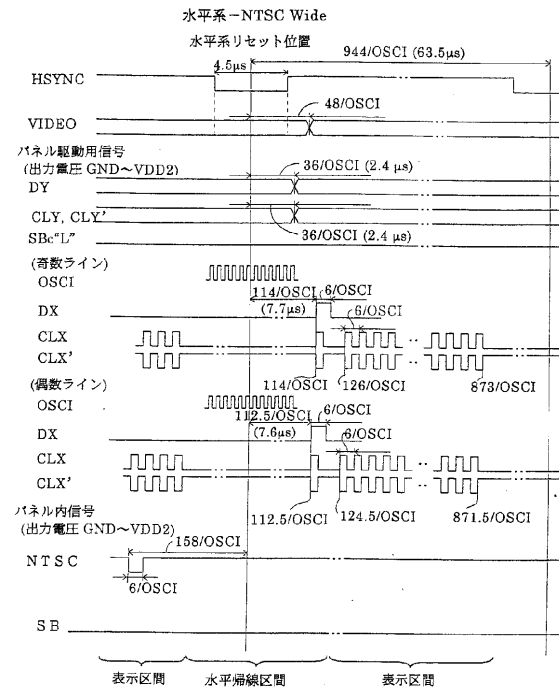 水平系－NTSC Wide
水平系リセット位置
944/OSCI (63.5μs)
4.5μs
HSYNC
48/OSCI
VIDEO
パネル駆動用信号
(出力電圧 GND～VDD2)
36/OSCI (2.4 μs)
DY
CLY, CLY'
36/OSCI (2.4 μs)
SBc"L"
(奇数ライン)
OSCI
114/OSCI
6/OSCI
DX
(7.7μs)
6/OSCI
CLX
CLX'
114/OSCI
126/OSCI
873/OSCI
(偶数ライン)
OSCI
112.5/OSCI
6/OSCI
DX
(7.6μs)
6/OSCI
CLX
CLX'
112.5/OSCI
124.5/OSCI
871.5/OSCI
パネル内信号
(出力電圧 GND～VDD2)
158/OSCI
NTSC
6/OSCI
SB
表示区間
水平帰線区間
表示区間